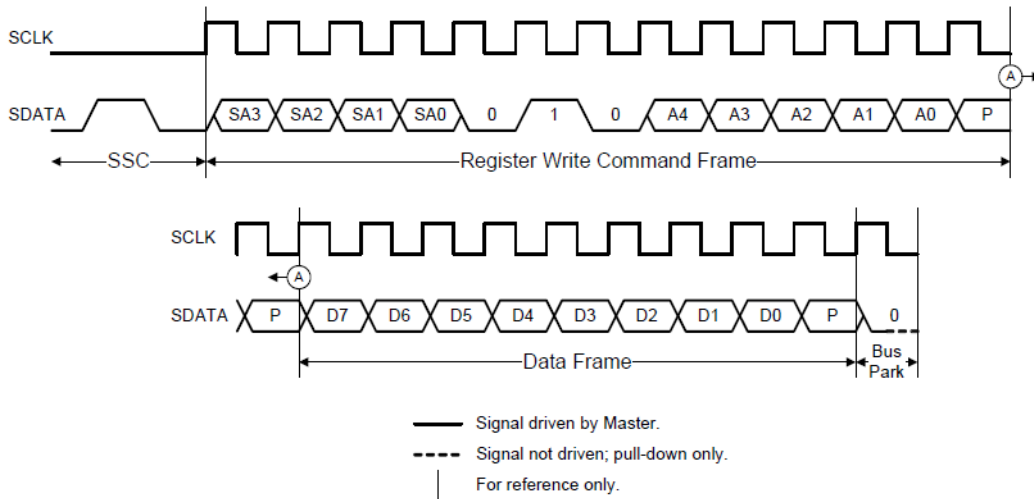 SCLK
A
SDATA SA3 SA2 SA1 SA0 0 1 0 A4 A3 A2 A1 A0 P
SSC Register Write Command Frame
SCLK
A
SDATA P D7 D6 D5 D4 D3 D2 D1 D0 P 0
Data Frame Bus
Park
Signal driven by Master.
Signal not driven; pull-down only.
For reference only.